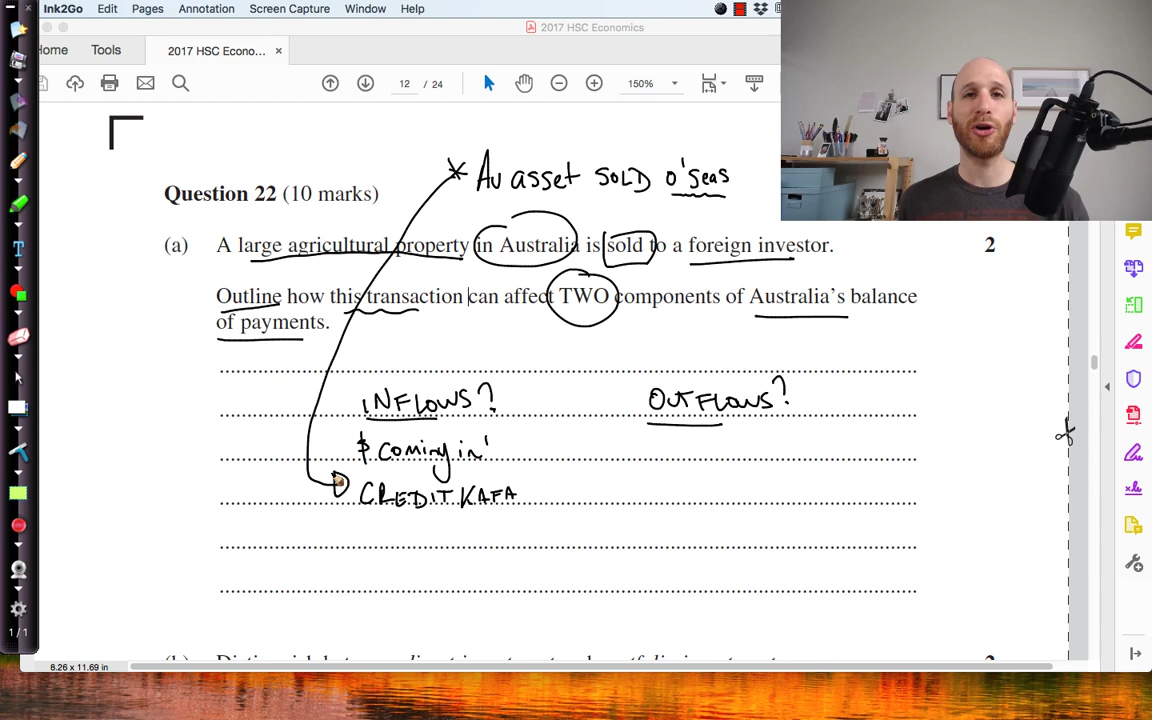 Ink2Go Edit Pages Annotation Screen Capture Window Help
2017 HSC Economics
Home Tools 2017 HSC Econo... ×
12 / 24 150%
* Au asset SOLD o'seas
Question 22 (10 marks)
(a) A large agricultural property in Australia is sold to a foreign investor. 2
Outline how this transaction can affect TWO components of Australia's balance
of payments.
INFLOWS? OUTFLOWS?
$ coming in'
CREDIT KAFA
1/1
8.26 x 11.69 in